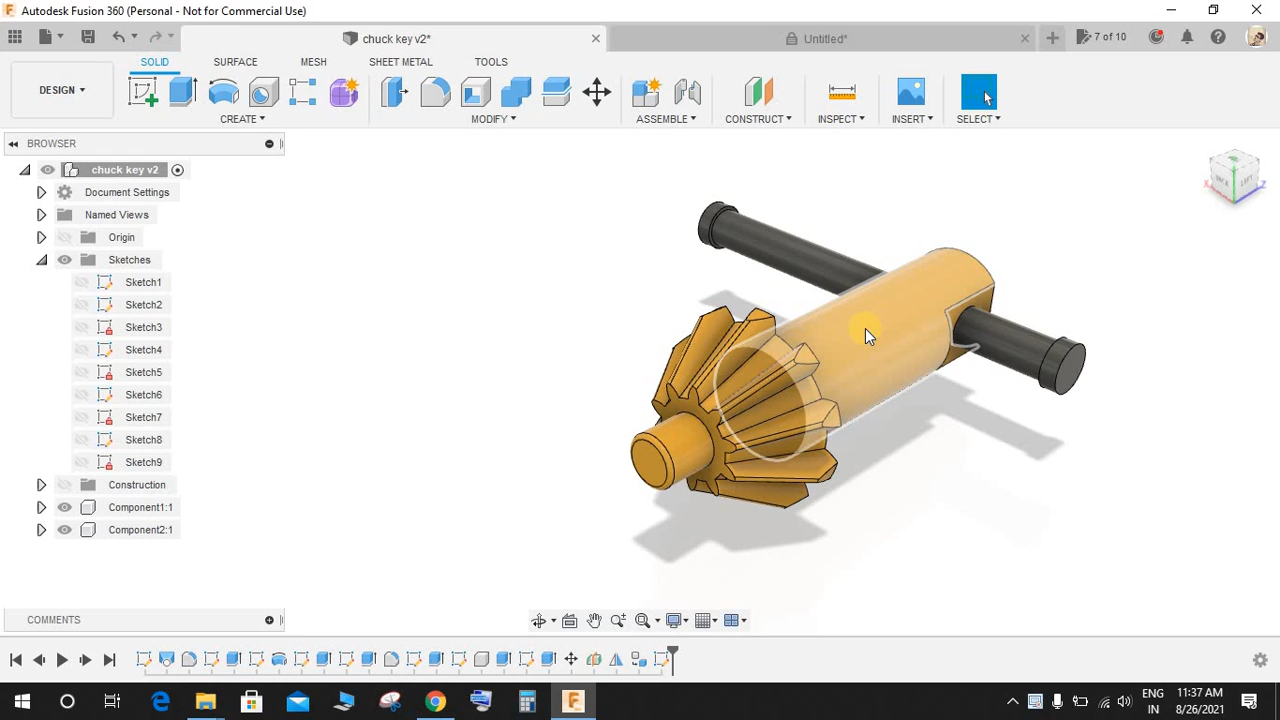 Autodesk Fusion 360 (Personal - Not for Commercial Use)
chuck key v2*
Untitled*
7 of 10
DESIGN
SOLID
SURFACE
MESH
SHEET METAL
TOOLS
CREATE
MODIFY
ASSEMBLE
CONSTRUCT
INSPECT
INSERT
SELECT
BROWSER
chuck key v2
Document Settings
Named Views
Origin
Sketches
Sketch1
Sketch2
Sketch3
Sketch4
Sketch5
Sketch6
Sketch7
Sketch8
Sketch9
Construction
Component1:1
Component2:1
BACK
LEFT
X
Z
COMMENTS
ENG
IN
11:37 AM
8/26/2021